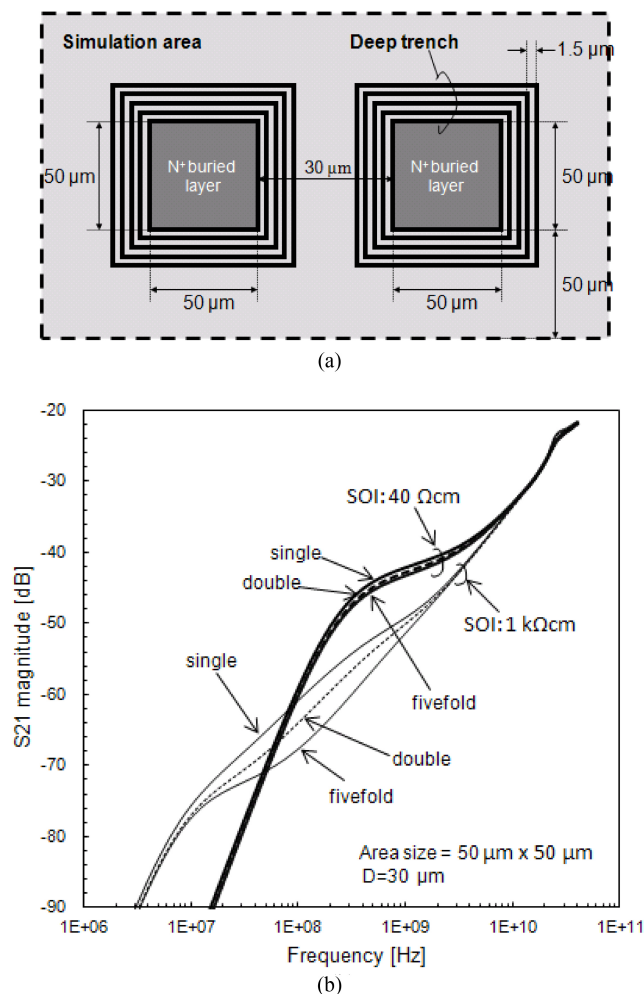 Simulation area
Deep trench
1.5 µm
N⁺buried
layer
50 µm
30 µm
N⁺buried
layer
50 µm
50 µm
50 µm
50 µm
(a)
S21 magnitude [dB]
-20
-30
-40
-50
-60
-70
-80
-90
SOI:40 Ωcm
single
double
SOI:1 kΩcm
single
fivefold
double
fivefold
Area size = 50 µm x 50 µm
D=30 µm
1E+06
1E+07
1E+08
1E+09
1E+10
1E+11
Frequency [Hz]
(b)